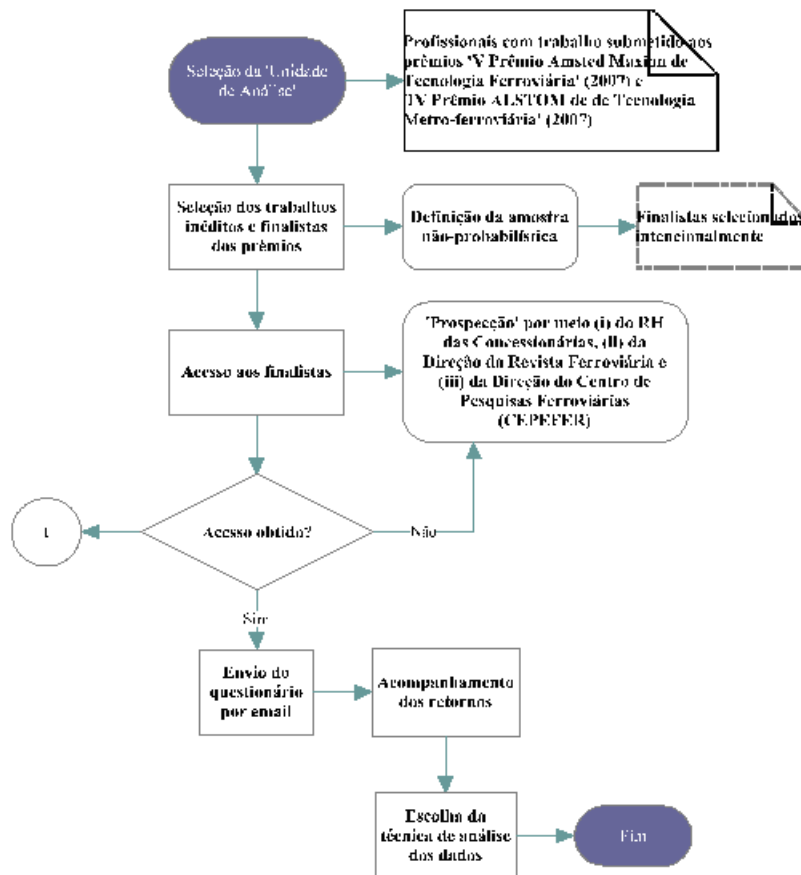 Seleção da 'Unidade
de Análise'
Profissionais com trabalho submetido aos
prêmios 'V Prêmio Amsted Maxion de
Tecnologia Ferroviária' (2007) e
'IV Prêmio ALSTOM de de Tecnologia
Metro-ferroviária' (2007)
Seleção dos trabalhos
inéditos e finalistas
dos prêmios
Definição da amostra
não-probabilística
Finalistas selecionados
intencionalmente
Acesso aos finalistas
'Prospecção' por meio (i) do RH
das Concessionárias, (ii) da
Direção da Revista Ferroviária e
(iii) da Direção do Centro de
Pesquisas Ferroviárias
(CEPEFER)
1
Acesso obtido?
Não
Sim
Envio do
questionário
por email
Acompanhamento
dos retornos
Escolha da
técnica de análise
dos dados
Fim